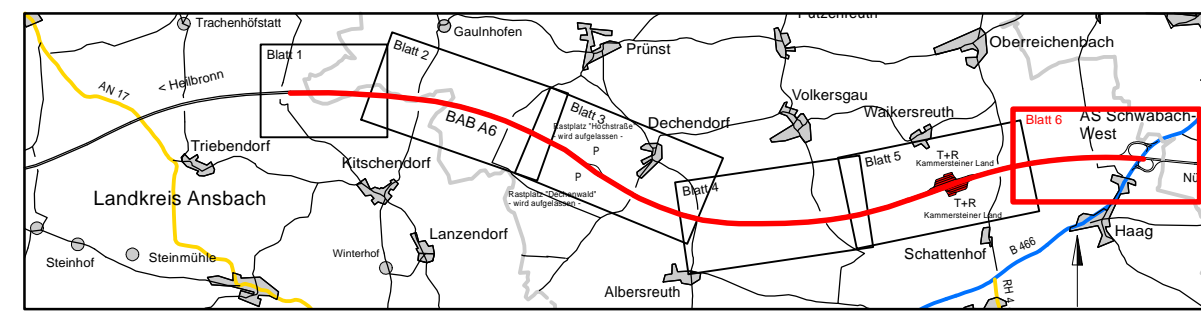 Trachenhöfstatt
Gaulnhofen
Prünst
Oberreichenbach
Blatt 1
Blatt 2
AN 17
< Heilbronn
BAB A6
Blatt 3
Rastplatz "Hochstraße
- wird aufgelassen -
P
P
Rastplatz "Dechenwald"
- wird aufgelassen -
Dechendorf
Volkersgau
Waikersreuth
Blatt 6
AS Schwabach-
West
Triebendorf
Kitschendorf
Blatt 4
Blatt 5
T+R
Kammersteiner Land
T+R
Kammersteiner Land
Landkreis Ansbach
Lanzendorf
Steinhof
Steinmühle
Winterhof
Albersreuth
Schattenhof
B 466
Haag
RH 4